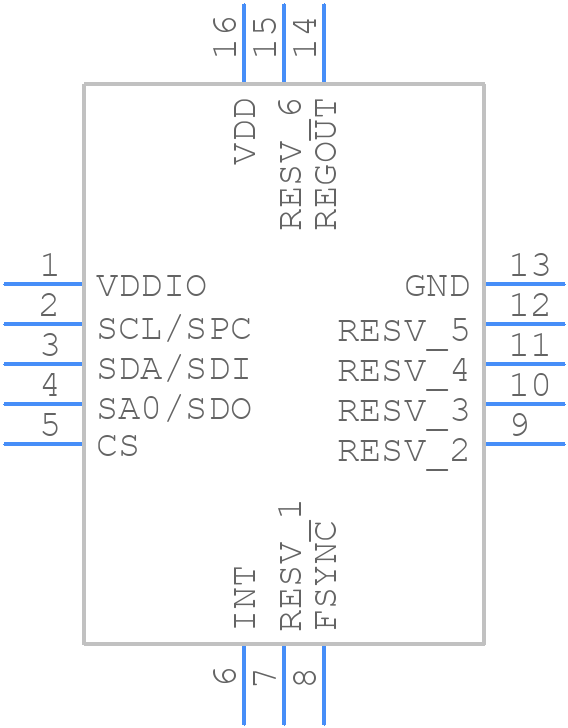 16
15
14
VDD
RESV_6
REGOUT
1
VDDIO
2
SCL/SPC
3
SDA/SDI
4
SA0/SDO
5
CS
13
GND
12
RESV_5
11
RESV_4
10
RESV_3
9
RESV_2
INT
RESV_1
FSYNC
6
7
8